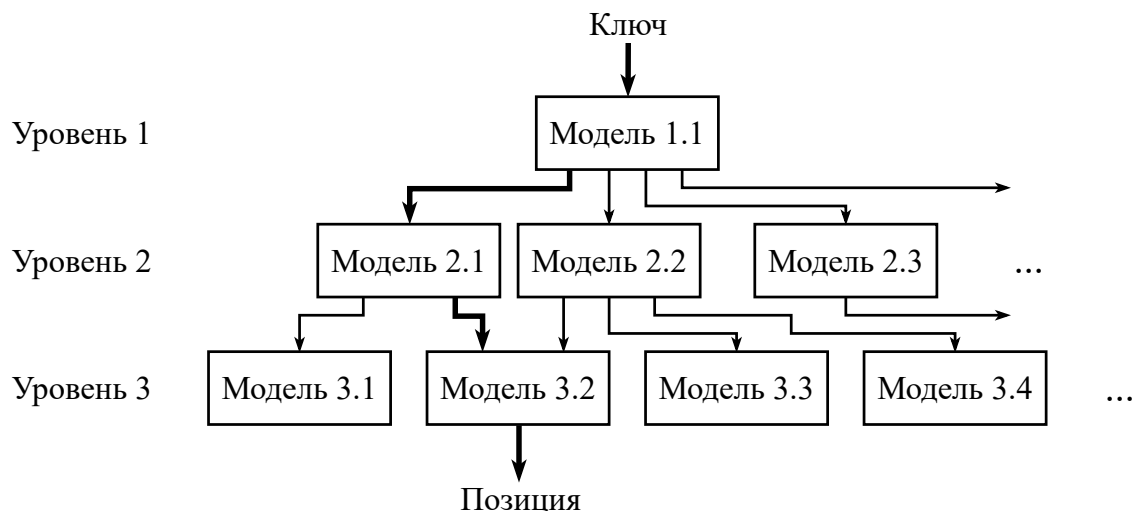 Ключ
Уровень 1
Модель 1.1
Уровень 2
Модель 2.1
Модель 2.2
Модель 2.3
...
Уровень 3
Модель 3.1
Модель 3.2
Модель 3.3
Модель 3.4
...
Позиция